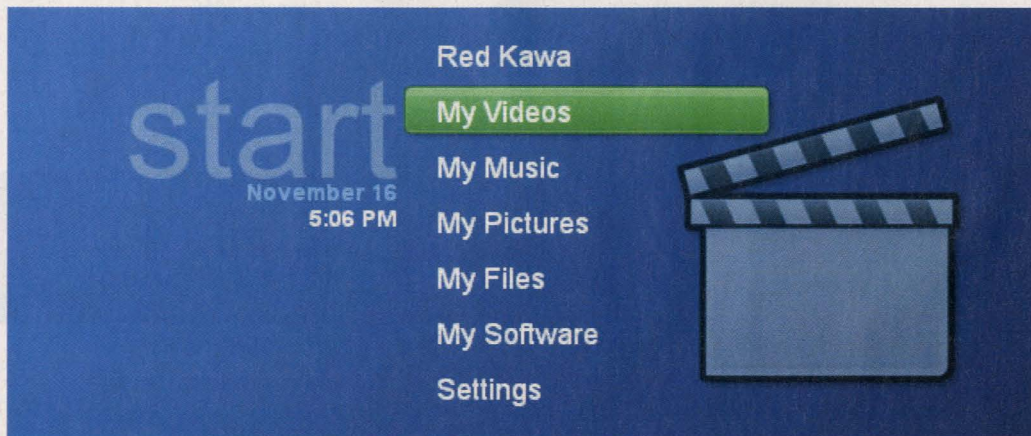 start
November 16
5:06 PM
Red Kawa
My Videos
My Music
My Pictures
My Files
My Software
Settings